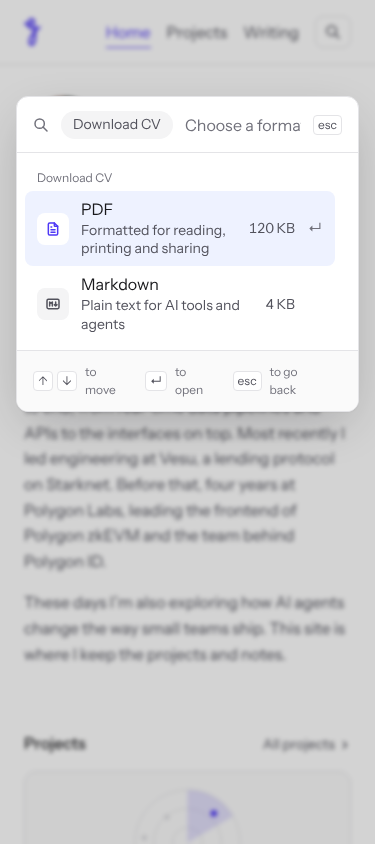 Home Projects Writing
Download CV Choose a forma esc
Download CV
PDF
Formatted for reading,
printing and sharing
120 KB
Markdown
Plain text for AI tools and
agents
4 KB
to
move
to
open
esc
to go
back
APIs to the interfaces on top. Most recently I
led engineering at Vesu, a lending protocol
on Starknet. Before that, four years at
Polygon Labs, leading the frontend of
Polygon zkEVM and the team behind
Polygon ID.
These days I'm also exploring how AI agents
change the way small teams ship. This site is
where I keep the projects and notes.
Projects
All projects